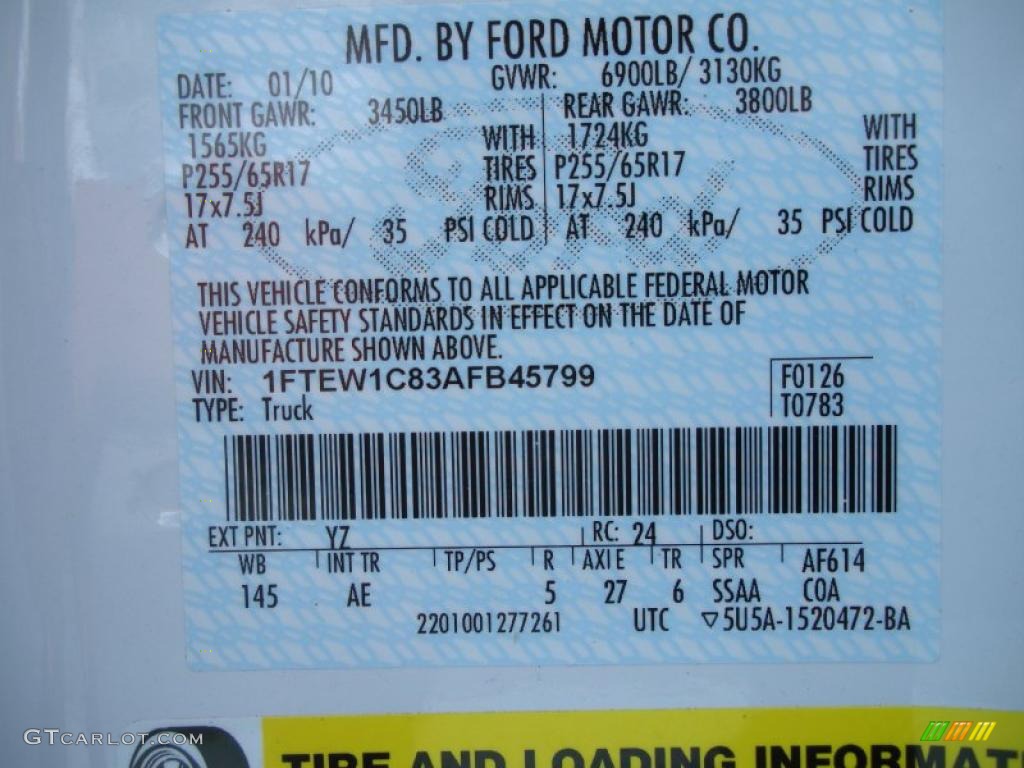 MFD. BY FORD MOTOR CO.
DATE: 01/10 GVWR: 6900LB/ 3130KG
FRONT GAWR: 3450LB REAR GAWR: 3800LB
1565KG WITH 1724KG WITH
P255/65R17 TIRES P255/65R17 TIRES
17x7.5J RIMS 17x7.5J RIMS
AT 240 kPa/ 35 PSI COLD AT 240 kPa/ 35 PSI COLD
THIS VEHICLE CONFORMS TO ALL APPLICABLE FEDERAL MOTOR
VEHICLE SAFETY STANDARDS IN EFFECT ON THE DATE OF
MANUFACTURE SHOWN ABOVE.
VIN: 1FTEW1C83AFB45799 F0126
TYPE: Truck T0783
EXT PNT: YZ RC: 24 DSO:
WB INT TR TP/PS R AXLE TR SPR AF614
145 AE 5 27 6 SSAA COA
2201001277261 UTC ▽5U5A-1520472-BA
GTCARLOT.COM
TIRE AND LOADING INFORMAT